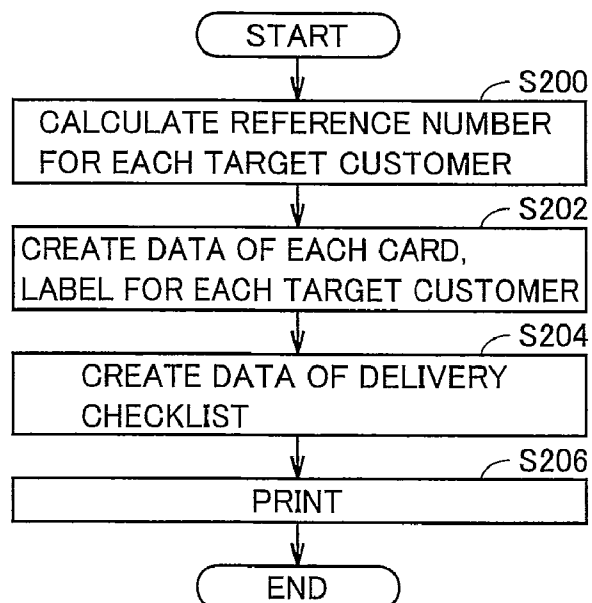 START
S200
CALCULATE REFERENCE NUMBER
FOR EACH TARGET CUSTOMER
S202
CREATE DATA OF EACH CARD,
LABEL FOR EACH TARGET CUSTOMER
S204
CREATE DATA OF DELIVERY
CHECKLIST
S206
PRINT
END